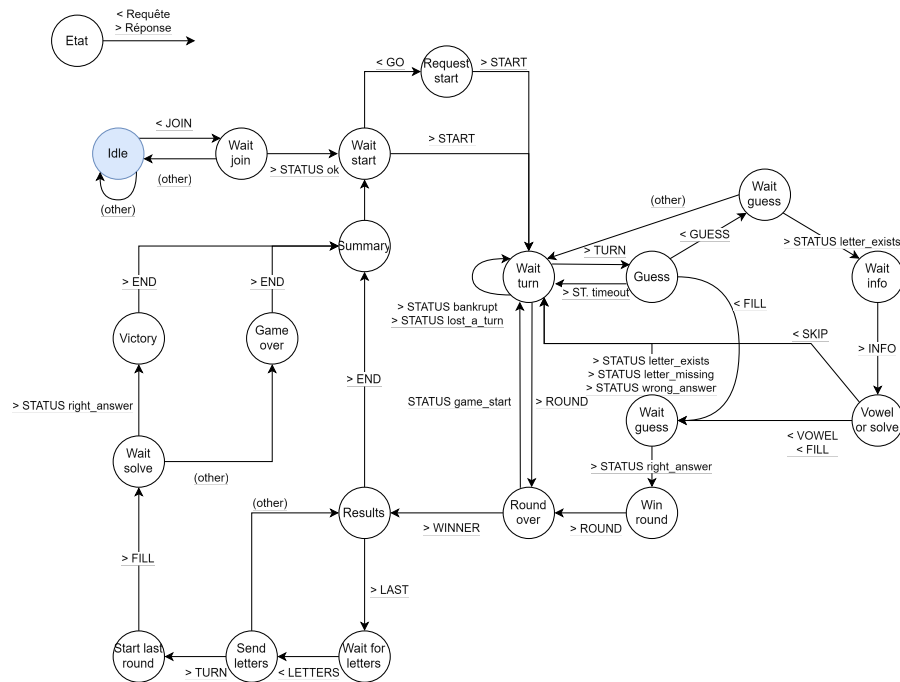 < Requête
> Réponse
Etat
< GO
Request
start
> START
< JOIN
Idle
Wait
join
Wait
start
> START
(other)
> STATUS ok
(other)
Wait
guess
(other)
< GUESS
> STATUS letter_exists
Summary
> TURN
Wait
turn
Guess
Wait
info
> ST. timeout
> END
> END
> STATUS bankrupt
> STATUS lost_a_turn
< FILL
Victory
Game
over
< SKIP
> INFO
> STATUS letter_exists
> STATUS letter_missing
> STATUS wrong_answer
> END
STATUS game_start
> ROUND
> STATUS right_answer
Wait
guess
Vowel
or solve
< VOWEL
< FILL
Wait
solve
(other)
> STATUS right_answer
(other)
Results
> WINNER
Round
over
> ROUND
Win
round
> FILL
> LAST
Start last
round
> TURN
Send
letters
< LETTERS
Wait for
letters